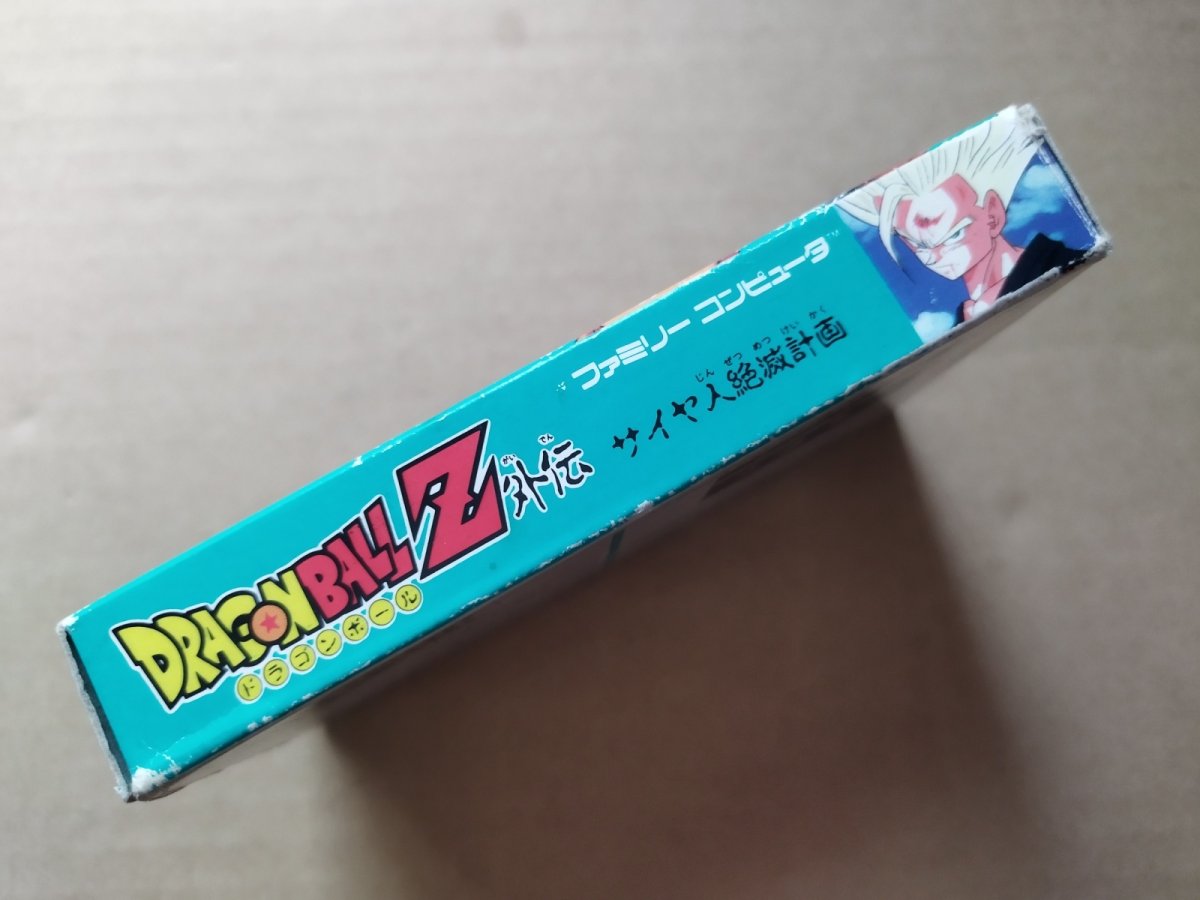 DRAGON BALL Z 外伝
がい でん
ドラゴンボール
ファミリー コンピュータ
じん ぜつ めつ けい かく
サイヤ人絶滅計画